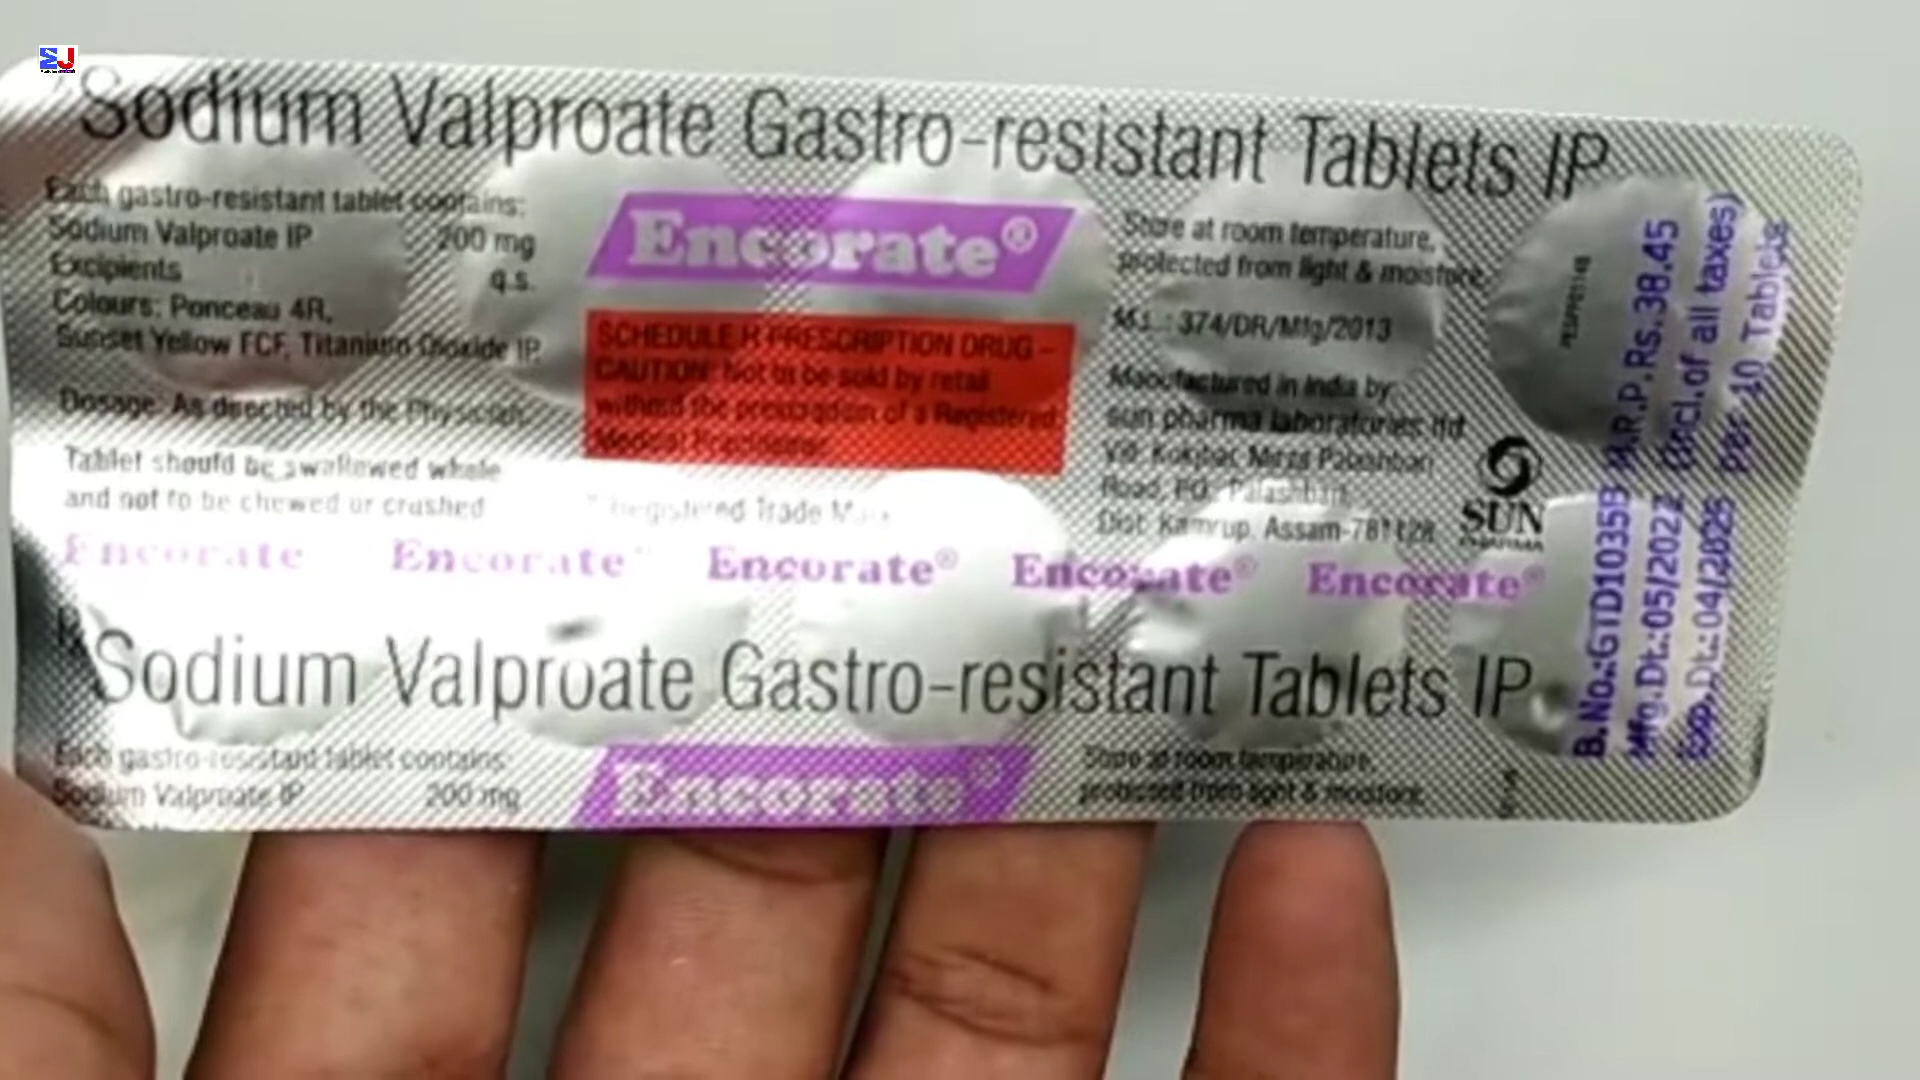 Sodium Valproate Gastro-resistant Tablets IP
Each gastro-resistant tablet contains:
Sodium Valproate IP 200 mg
Excipients q.s.
Colours: Ponceau 4R,
Sunset Yellow FCF, Titanium Dioxide IP
Dosage: As directed by the Physician.
Tablet should be swallowed whole
and not to be chewed or crushed
Encorate®
SCHEDULE H PRESCRIPTION DRUG –
CAUTION: Not to be sold by retail
without the prescription of a Registered
Medical Practitioner
Registered Trade Mark
Store at room temperature,
protected from light & moisture
M.L.: 374/DR/Mfg/2013
Manufactured in India by
sun pharma laboratories ltd
Mirza Palashbari
Road, P.O.: Palashbari,
Dist: Kamrup, Assam-781128
SUN
PHARMA
B.No.:GTD1035B M.R.P.Rs.38.45
Mfg.Dt.:05/2022 (Incl.of all taxes)
Exp.Dt.:04/2025 Per 10 Tablets
Encorate Encorate Encorate® Encorate® Encorate®
Sodium Valproate Gastro-resistant Tablets IP
Each gastro-resistant tablet contains:
Sodium Valproate IP 200 mg
Encorate®
Store at room temperature,
protected from light & moisture